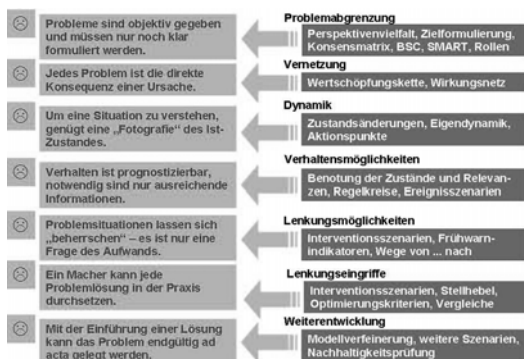 Probleme sind objektiv gegeben
und müssen nur noch klar
formuliert werden.
Problemabgrenzung
Perspektivenvielfalt, Zielformulierung,
Konsensmatrix, BSC, SMART, Rollen
Jedes Problem ist die direkte
Konsequenz einer Ursache.
Vernetzung
Wertschöpfungskette, Wirkungsnetz
Um eine Situation zu verstehen,
genügt eine „Fotografie“ des Ist-
Zustandes.
Dynamik
Zustandsänderungen, Eigendynamik,
Aktionspunkte
Verhalten ist prognostizierbar,
notwendig sind nur ausreichende
Informationen.
Verhaltensmöglichkeiten
Benotung der Zustände und Relevan-
zen, Regelkreise, Ereignisszenarien
Problemsituationen lassen sich
„beherrschen“ – es ist nur eine
Frage des Aufwands.
Lenkungsmöglichkeiten
Interventionsszenarien, Frühwarn-
indikatoren, Wege von ... nach
Ein Macher kann jede
Problemlösung in der Praxis
durchsetzen.
Lenkungseingriffe
Interventionsszenarien, Stellhebel,
Optimierungskriterien, Vergleiche
Mit der Einführung einer Lösung
kann das Problem endgültig ad
acta gelegt werden.
Weiterentwicklung
Modellverfeinerung, weitere Szenarien,
Nachhaltigkeitsprüfung